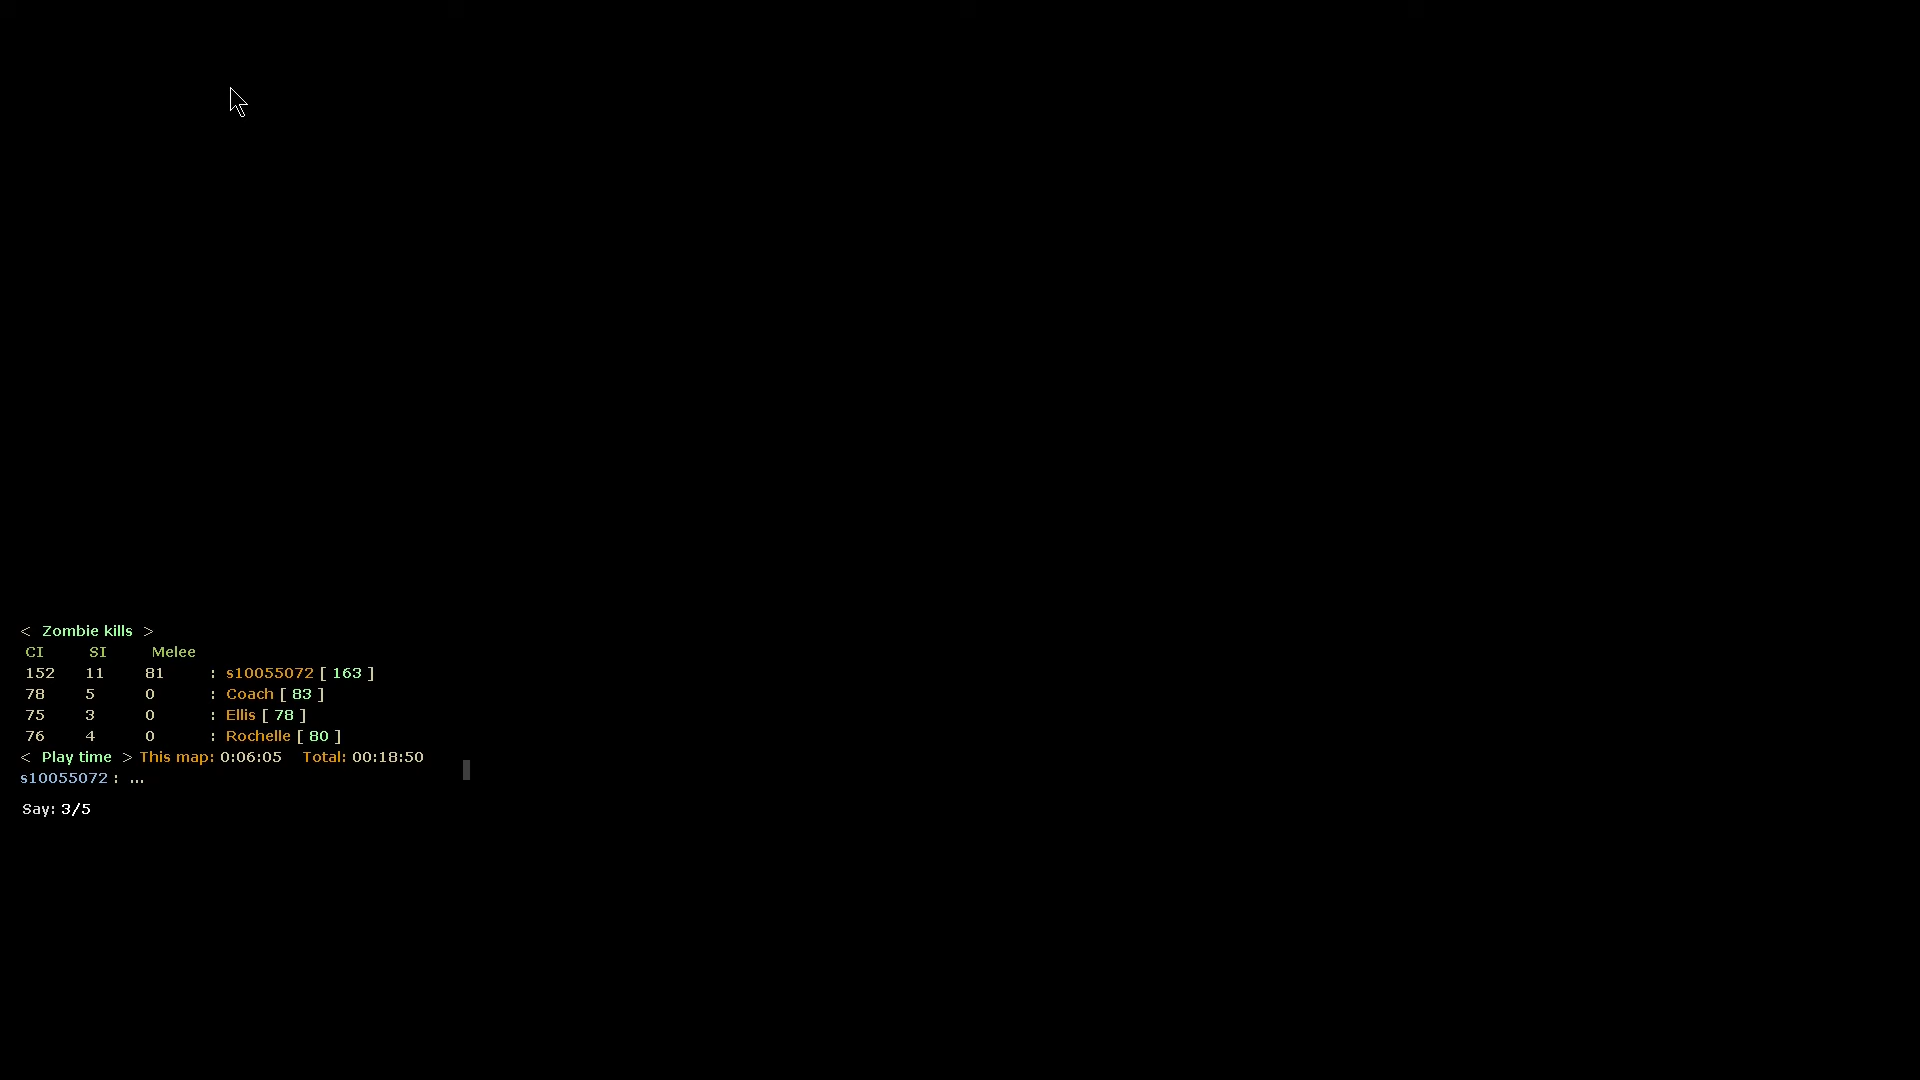 < Zombie kills >
CI SI Melee
152 11 81 : s10055072 [ 163 ]
78 5 0 : Coach [ 83 ]
75 3 0 : Ellis [ 78 ]
76 4 0 : Rochelle [ 80 ]
< Play time > This map: 0:06:05 Total: 00:18:50
s10055072 : ...
Say: 3/5